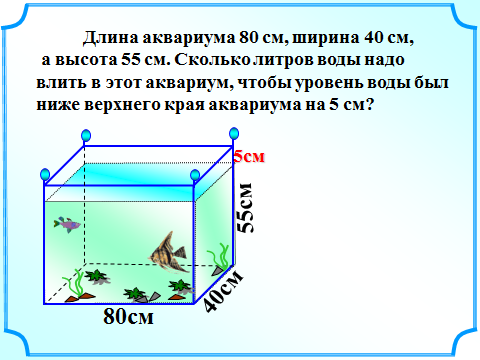 Длина аквариума 80 см, ширина 40 см,
а высота 55 см. Сколько литров воды надо
влить в этот аквариум, чтобы уровень воды был
ниже верхнего края аквариума на 5 см?
5см
55см
40см
80см